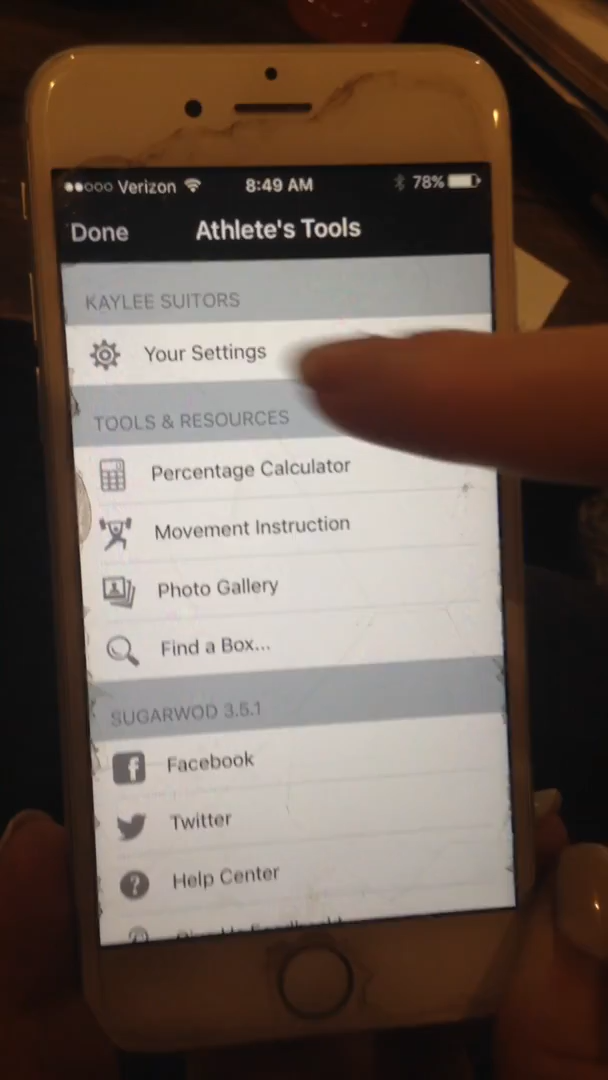 Verizon 8:49 AM 78%
Done Athlete's Tools
KAYLEE SUITORS
Your Settings
TOOLS & RESOURCES
Percentage Calculator
Movement Instruction
Photo Gallery
Find a Box...
SUGARWOD 3.5.1
Facebook
Twitter
Help Center